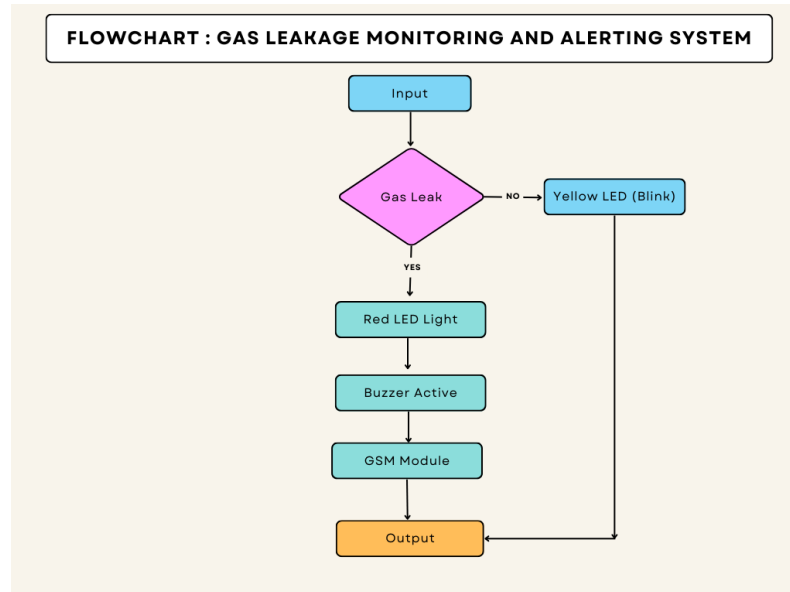 FLOWCHART : GAS LEAKAGE MONITORING AND ALERTING SYSTEM
Input
Gas Leak
NO
Yellow LED (Blink)
YES
Red LED Light
Buzzer Active
GSM Module
Output